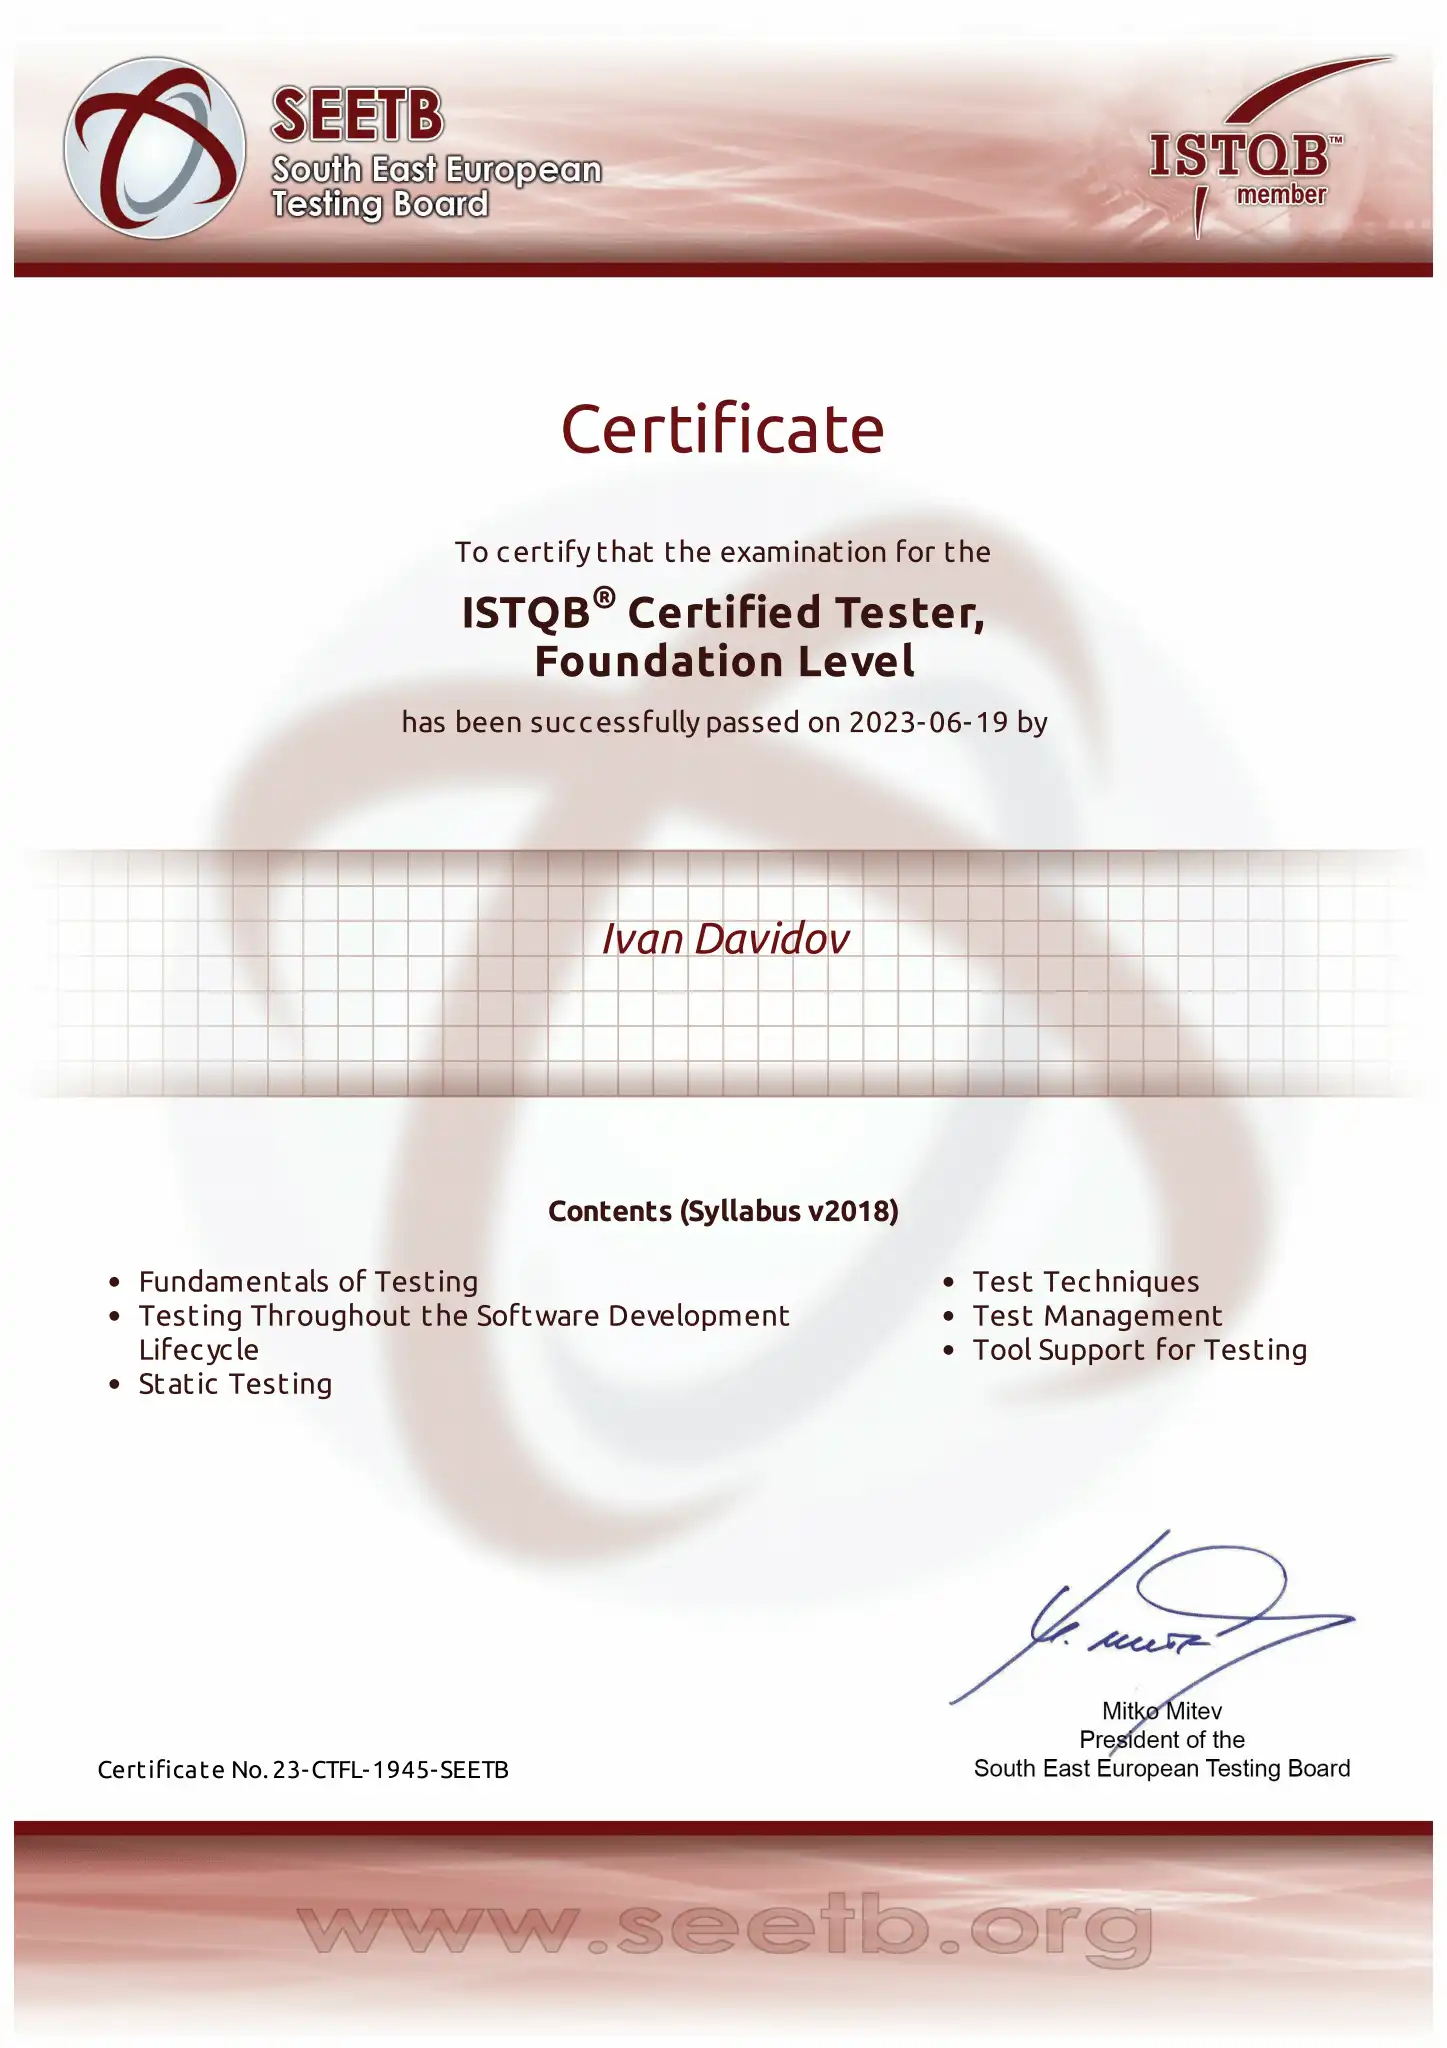 SEETB
South East European
Testing Board
ISTQB™
member
Certificate
To certify that the examination for the
ISTQB® Certified Tester,
Foundation Level
has been successfully passed on 2023-06-19 by
Ivan Davidov
Contents (Syllabus v2018)
• Fundamentals of Testing
• Testing Throughout the Software Development
Lifecycle
• Static Testing
• Test Techniques
• Test Management
• Tool Support for Testing
Mitko Mitev
President of the
South East European Testing Board
Certificate No. 23-CTFL-1945-SEETB
www.seetb.org